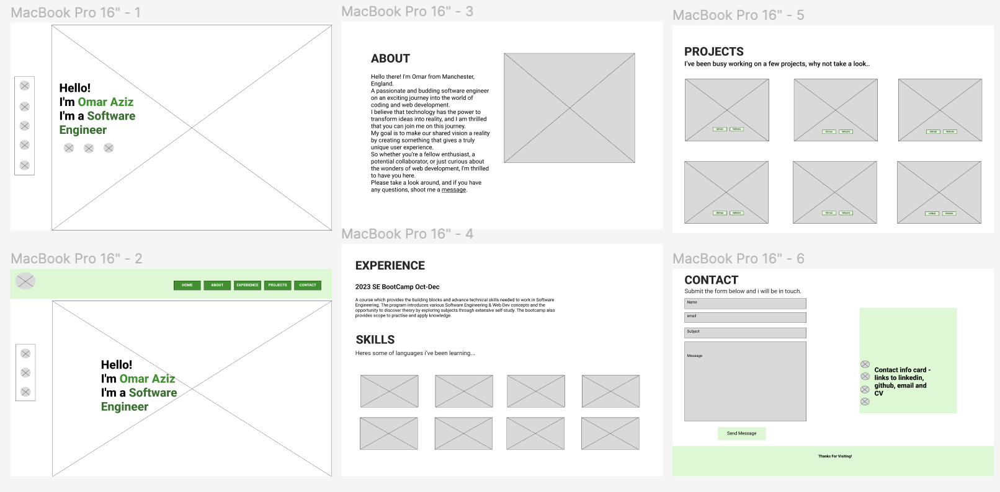 MacBook Pro 16" - 1
Hello!
I'm Omar Aziz
I'm a Software
Engineer
MacBook Pro 16" - 2
HOME
ABOUT
EXPERIENCE
PROJECTS
CONTACT
Hello!
I'm Omar Aziz
I'm a Software
Engineer
MacBook Pro 16" - 3
ABOUT
Hello there! I'm Omar from Manchester,
England.
A passionate and budding software engineer
on an exciting journey into the world of
coding and web development.
I believe that technology has the power to
transform ideas into reality, and I am thrilled
that you can join me on this journey.
My goal is to make our shared vision a reality
by creating something that gives a truly
unique user experience.
So whether you're a fellow enthusiast, a
potential collaborator, or just curious about
the wonders of web development, I'm thrilled
to have you here.
Please take a look around, and if you have
any questions, shoot me a message.
MacBook Pro 16" - 4
EXPERIENCE
2023 SE BootCamp Oct-Dec
A course which provides the building blocks and advance technical skills needed to work in Software
Engineering. The program introduces various Software Engineering & Web Dev concepts and the
opportunity to discover theory by exploring subjects through extensive self-study. The bootcamp also
provides scope to practise and apply knowledge.
SKILLS
Heres some of languages i've been learning...
MacBook Pro 16" - 5
PROJECTS
I've been busy working on a few projects, why not take a look..
GitHub Website
GitHub Website
GitHub Website
GitHub Website
GitHub Website
GitHub Website
MacBook Pro 16" - 6
CONTACT
Submit the form below and i will be in touch.
Name
email
Subject
Message
Send Message
Contact info card -
links to linkedin,
github, email and
CV
Thanks For Visiting!